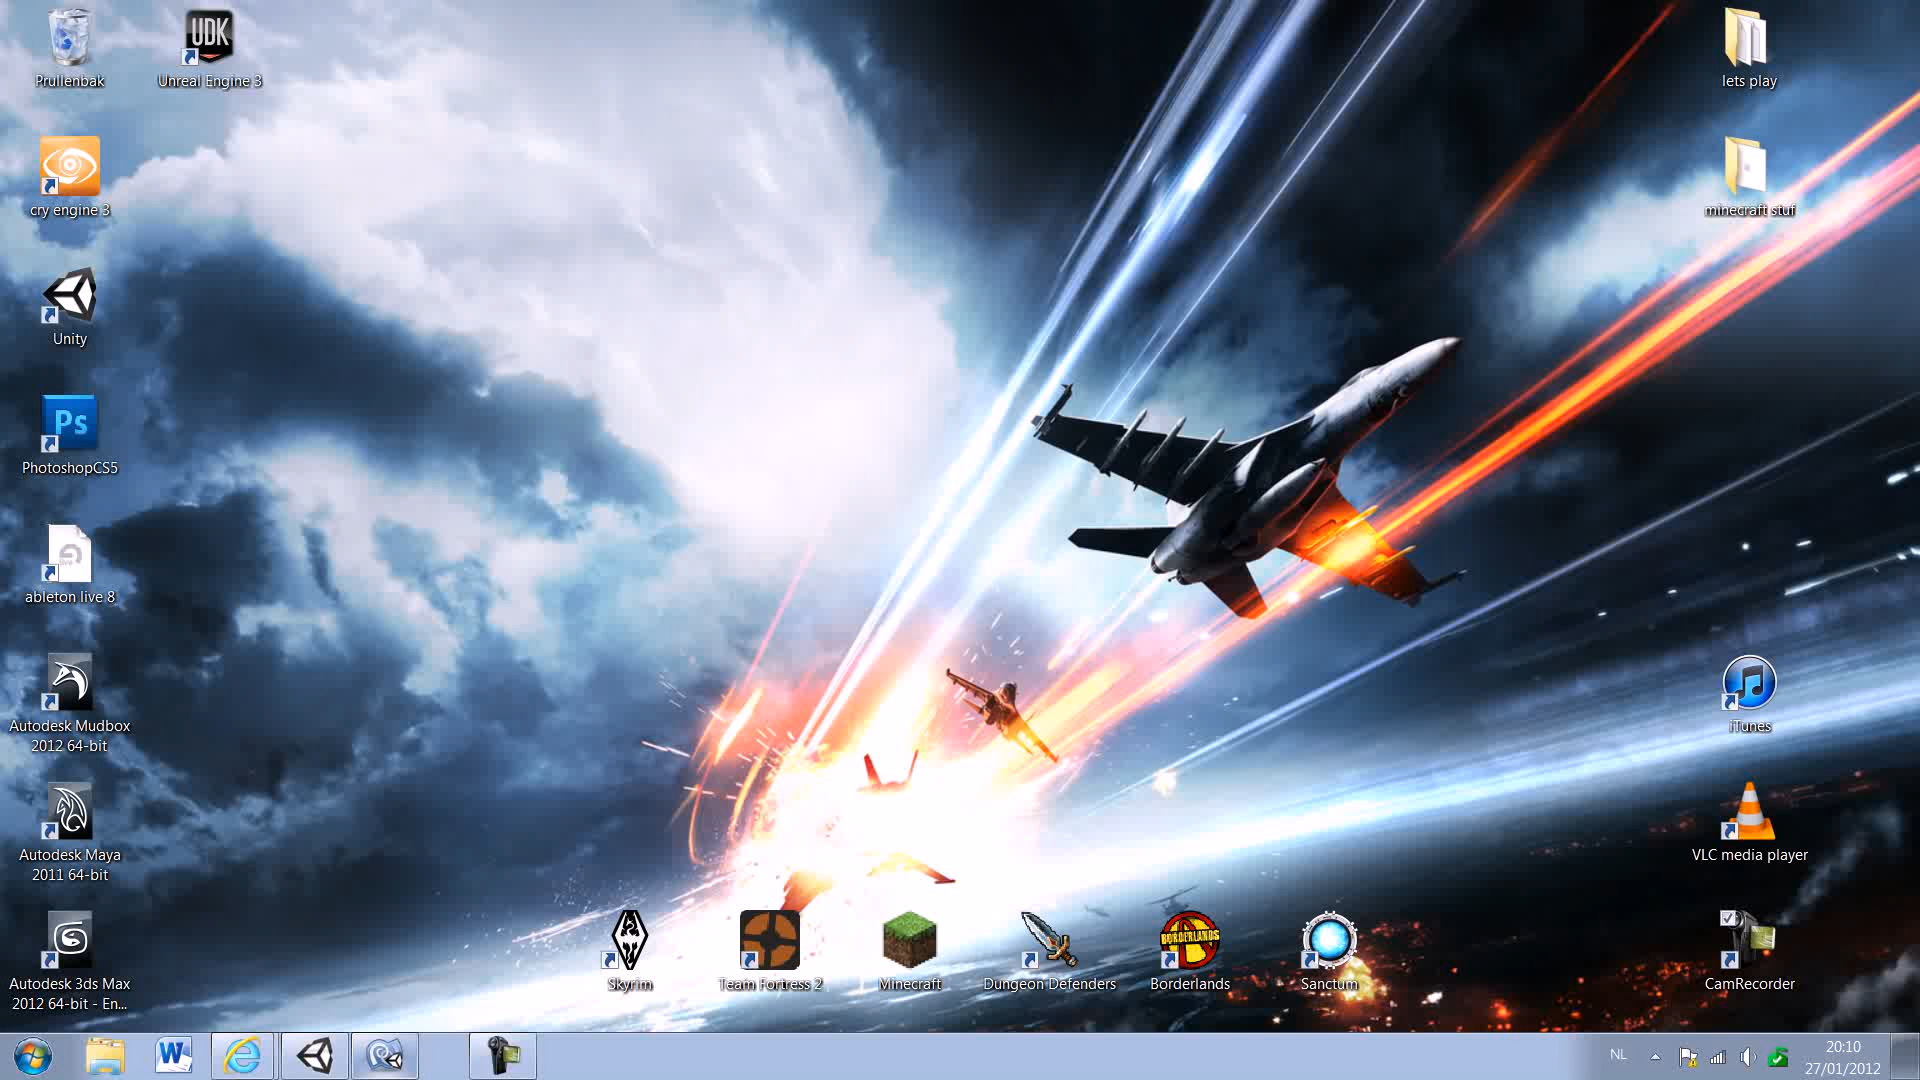 Prullenbak
UDK
Unreal Engine 3
cry engine 3
Unity
Ps
PhotoshopCS5
live
ableton live 8
Autodesk Mudbox
2012 64-bit
Autodesk Maya
2011 64-bit
Autodesk 3ds Max
2012 64-bit - En...
Skyrim
Team Fortress 2
Minecraft
Dungeon Defenders
BORDERLANDS
Borderlands
Sanctum
lets play
minecraft stuf
iTunes
VLC media player
CamRecorder
W
NL
20:10
27/01/2012